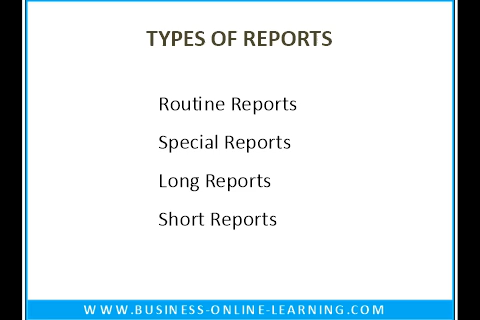 TYPES OF REPORTS
Routine Reports
Special Reports
Long Reports
Short Reports
WWW.BUSINESS-ONLINE-LEARNING.COM